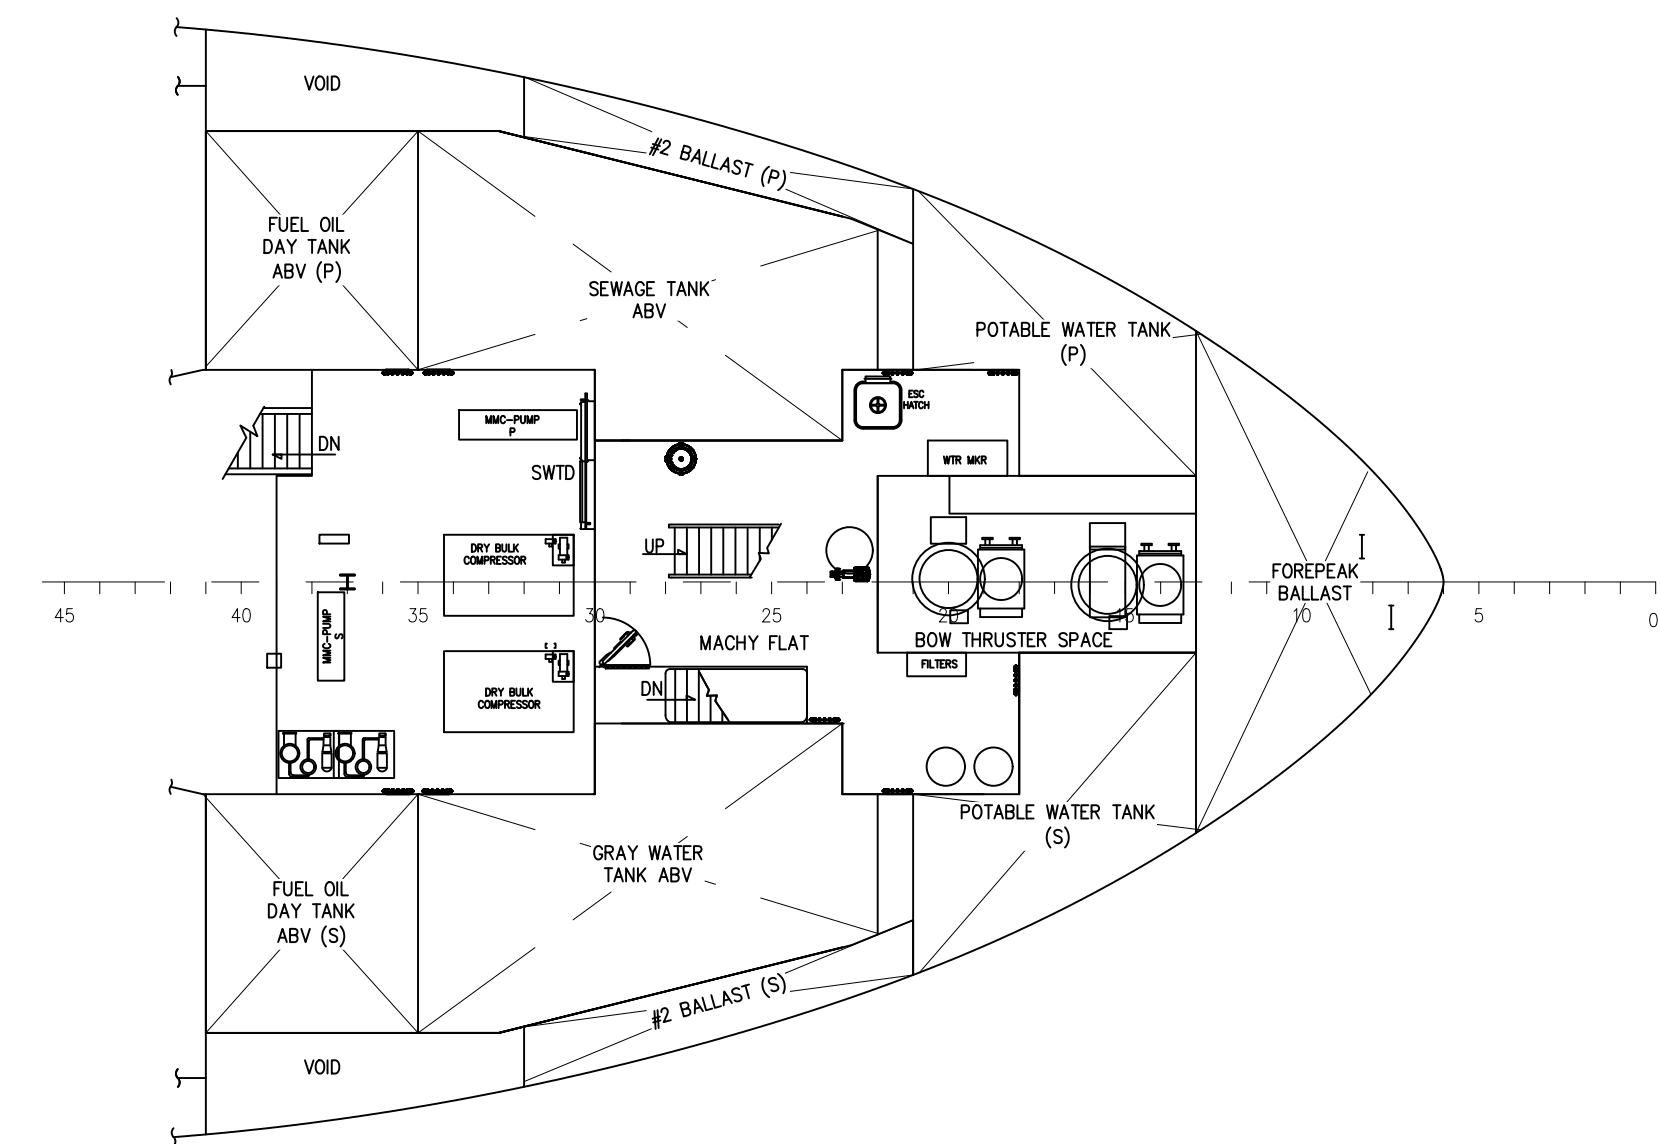 VOID
#2 BALLAST (P)
FUEL OIL
DAY TANK
ABV (P)
SEWAGE TANK
ABV
POTABLE WATER TANK
(P)
ESC
HATCH
MMC-PUMP
P
DN
SWTD
WTR MKR
UP
DRY BULK
COMPRESSOR
FOREPEAK
BALLAST
45
40
35
30
25
20
15
10
5
0
MMC-PUMP
S
MACHY FLAT
BOW THRUSTER SPACE
FILTERS
DN
DRY BULK
COMPRESSOR
POTABLE WATER TANK
(S)
GRAY WATER
TANK ABV
FUEL OIL
DAY TANK
ABV (S)
#2 BALLAST (S)
VOID